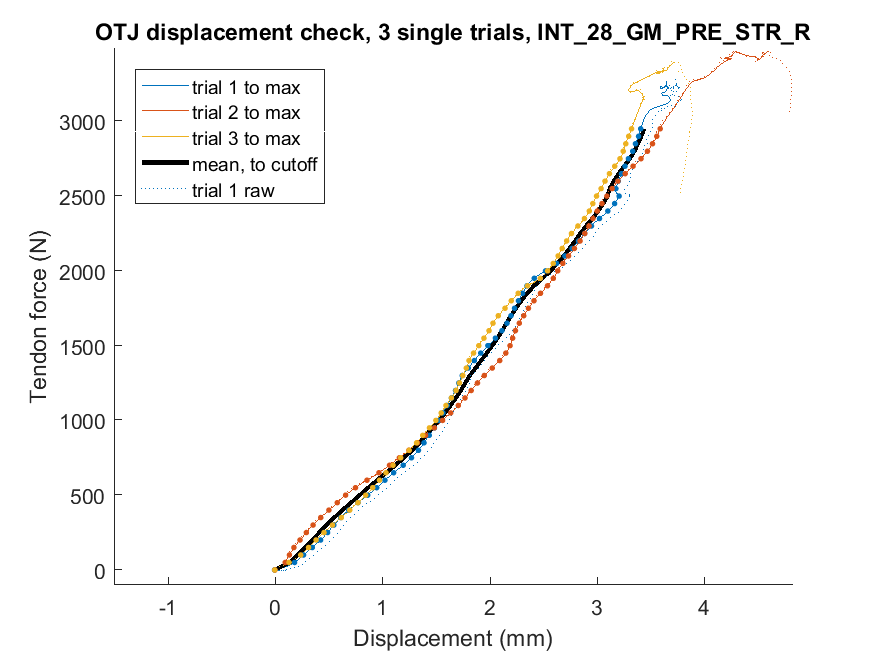 OTJ displacement check, 3 single trials, INT_28_GM_PRE_STR_R
trial 1 to max
trial 2 to max
trial 3 to max
mean, to cutoff
trial 1 raw
3000
2500
2000
1500
1000
500
0
Tendon force (N)
-1
0
1
2
3
4
Displacement (mm)